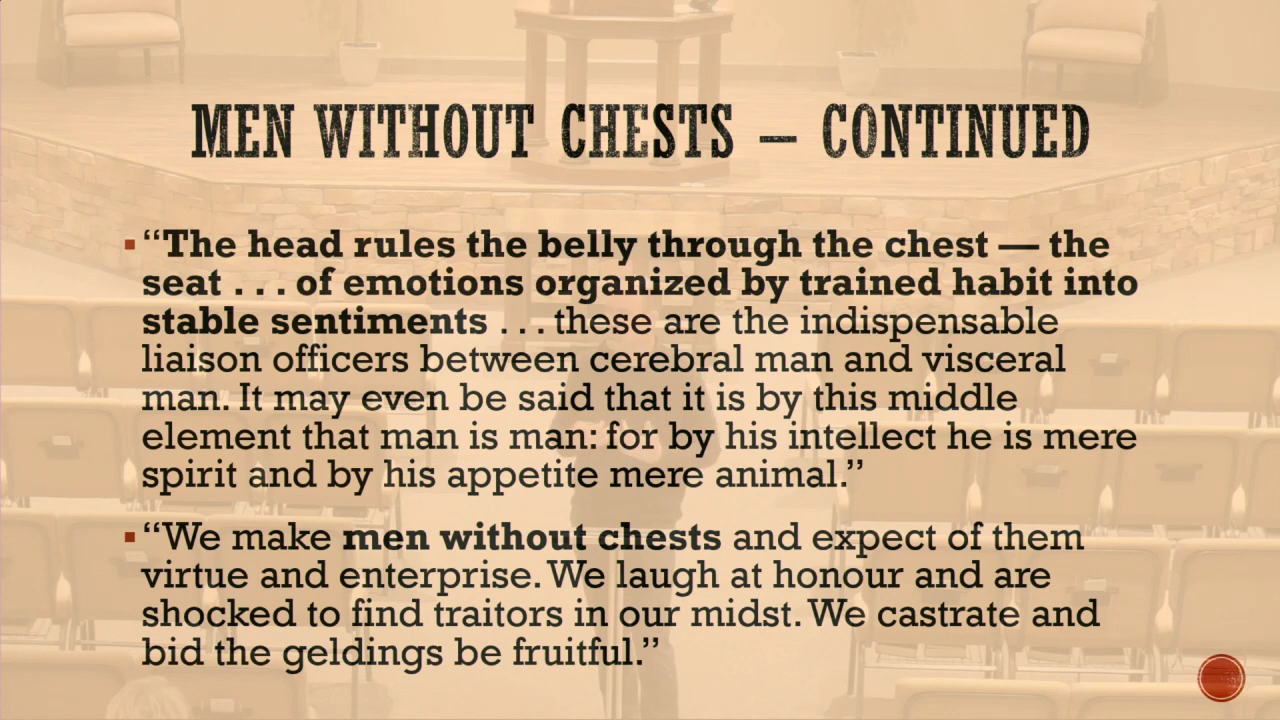 MEN WITHOUT CHESTS – CONTINUED
“The head rules the belly through the chest — the
seat . . . of emotions organized by trained habit into
stable sentiments . . . these are the indispensable
liaison officers between cerebral man and visceral
man. It may even be said that it is by this middle
element that man is man: for by his intellect he is mere
spirit and by his appetite mere animal.”
“We make men without chests and expect of them
virtue and enterprise. We laugh at honour and are
shocked to find traitors in our midst. We castrate and
bid the geldings be fruitful.”